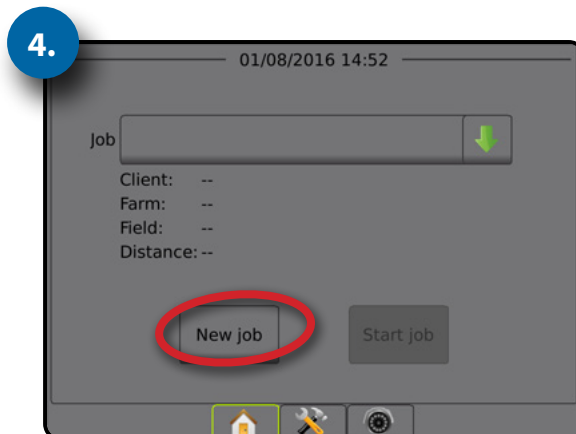 4.
01/08/2016 14:52
Job
Client: --
Farm: --
Field: --
Distance: --
New job Start job